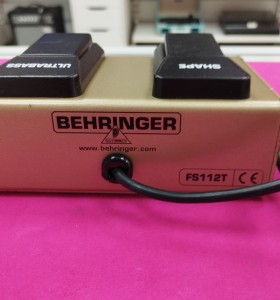 ULTRABASS
SHAPE
BEHRINGER
www.behringer.com
FS112T CE